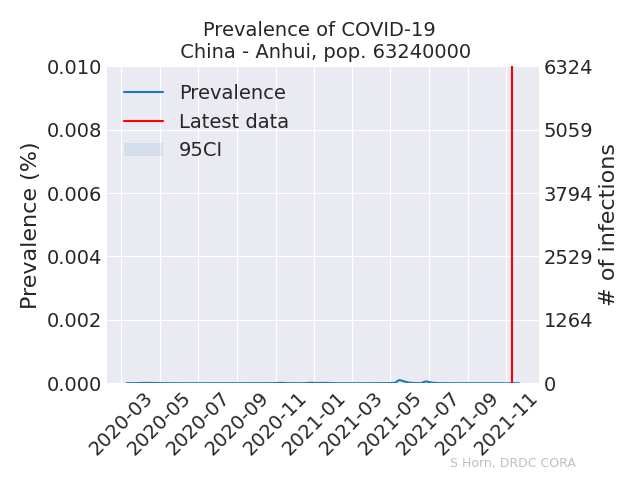 Prevalence of COVID-19
China - Anhui, pop. 63240000
Prevalence
Latest data
95CI
Prevalence (%)
0.010
0.008
0.006
0.004
0.002
0.000
# of infections
6324
5059
3794
2529
1264
0
2020-03
2020-05
2020-07
2020-09
2020-11
2021-01
2021-03
2021-05
2021-07
2021-09
2021-11
S Horn, DRDC CORA